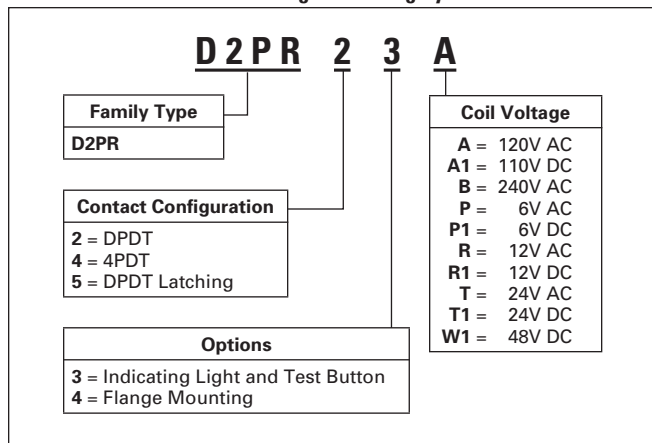 D2PR 2 3 A
Family Type
D2PR
Contact Configuration
2 = DPDT
4 = 4PDT
5 = DPDT Latching
Options
3 = Indicating Light and Test Button
4 = Flange Mounting
Coil Voltage
A = 120V AC
A1 = 110V DC
B = 240V AC
P = 6V AC
P1 = 6V DC
R = 12V AC
R1 = 12V DC
T = 24V AC
T1 = 24V DC
W1 = 48V DC